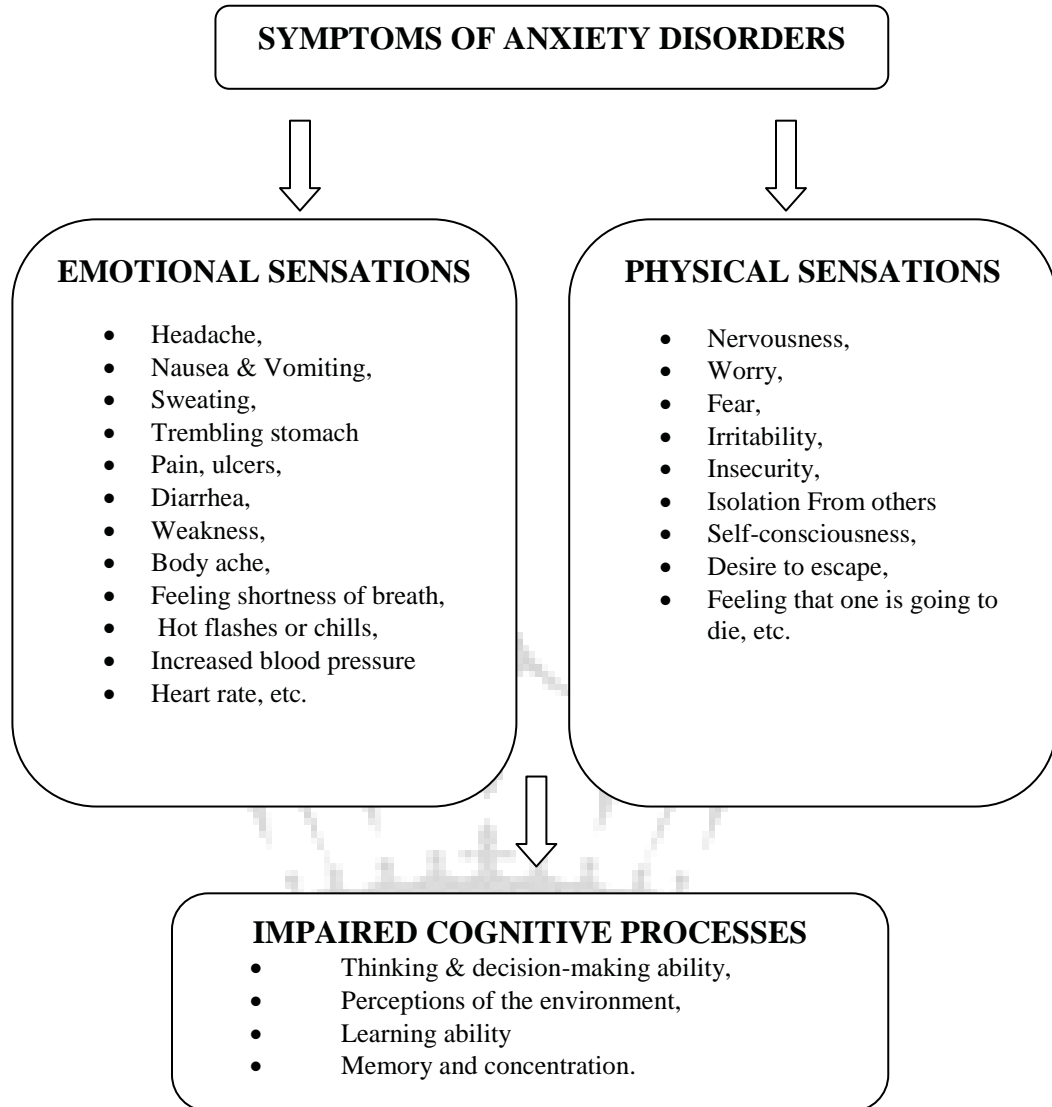 SYMPTOMS OF ANXIETY DISORDERS
EMOTIONAL SENSATIONS
• Headache,
• Nausea & Vomiting,
• Sweating,
• Trembling stomach
• Pain, ulcers,
• Diarrhea,
• Weakness,
• Body ache,
• Feeling shortness of breath,
• Hot flashes or chills,
• Increased blood pressure
• Heart rate, etc.
PHYSICAL SENSATIONS
• Nervousness,
• Worry,
• Fear,
• Irritability,
• Insecurity,
• Isolation From others
• Self-consciousness,
• Desire to escape,
• Feeling that one is going to
die, etc.
IMPAIRED COGNITIVE PROCESSES
• Thinking & decision-making ability,
• Perceptions of the environment,
• Learning ability
• Memory and concentration.